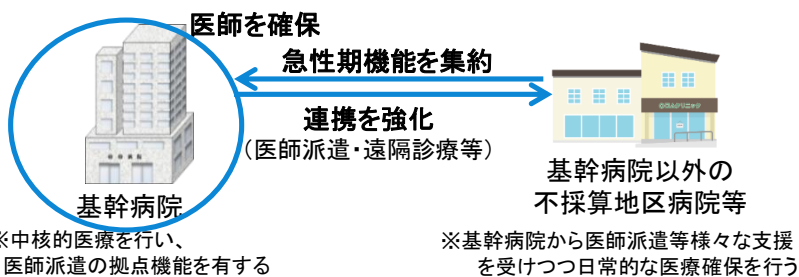 医師を確保
急性期機能を集約
連携を強化
（医師派遣・遠隔診療等）
基幹病院
※中核的医療を行い、
医師派遣の拠点機能を有する
基幹病院以外の
不採算地区病院等
※基幹病院から医師派遣等様々な支援
を受けつつ日常的な医療確保を行う